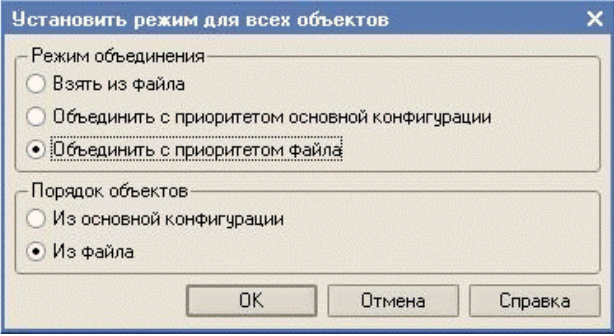 Установить режим для всех объектов
Режим объединения
Взять из файла
Объединить с приоритетом основной конфигурации
Объединить с приоритетом файла
Порядок объектов
Из основной конфигурации
Из файла
OK Отмена Справка